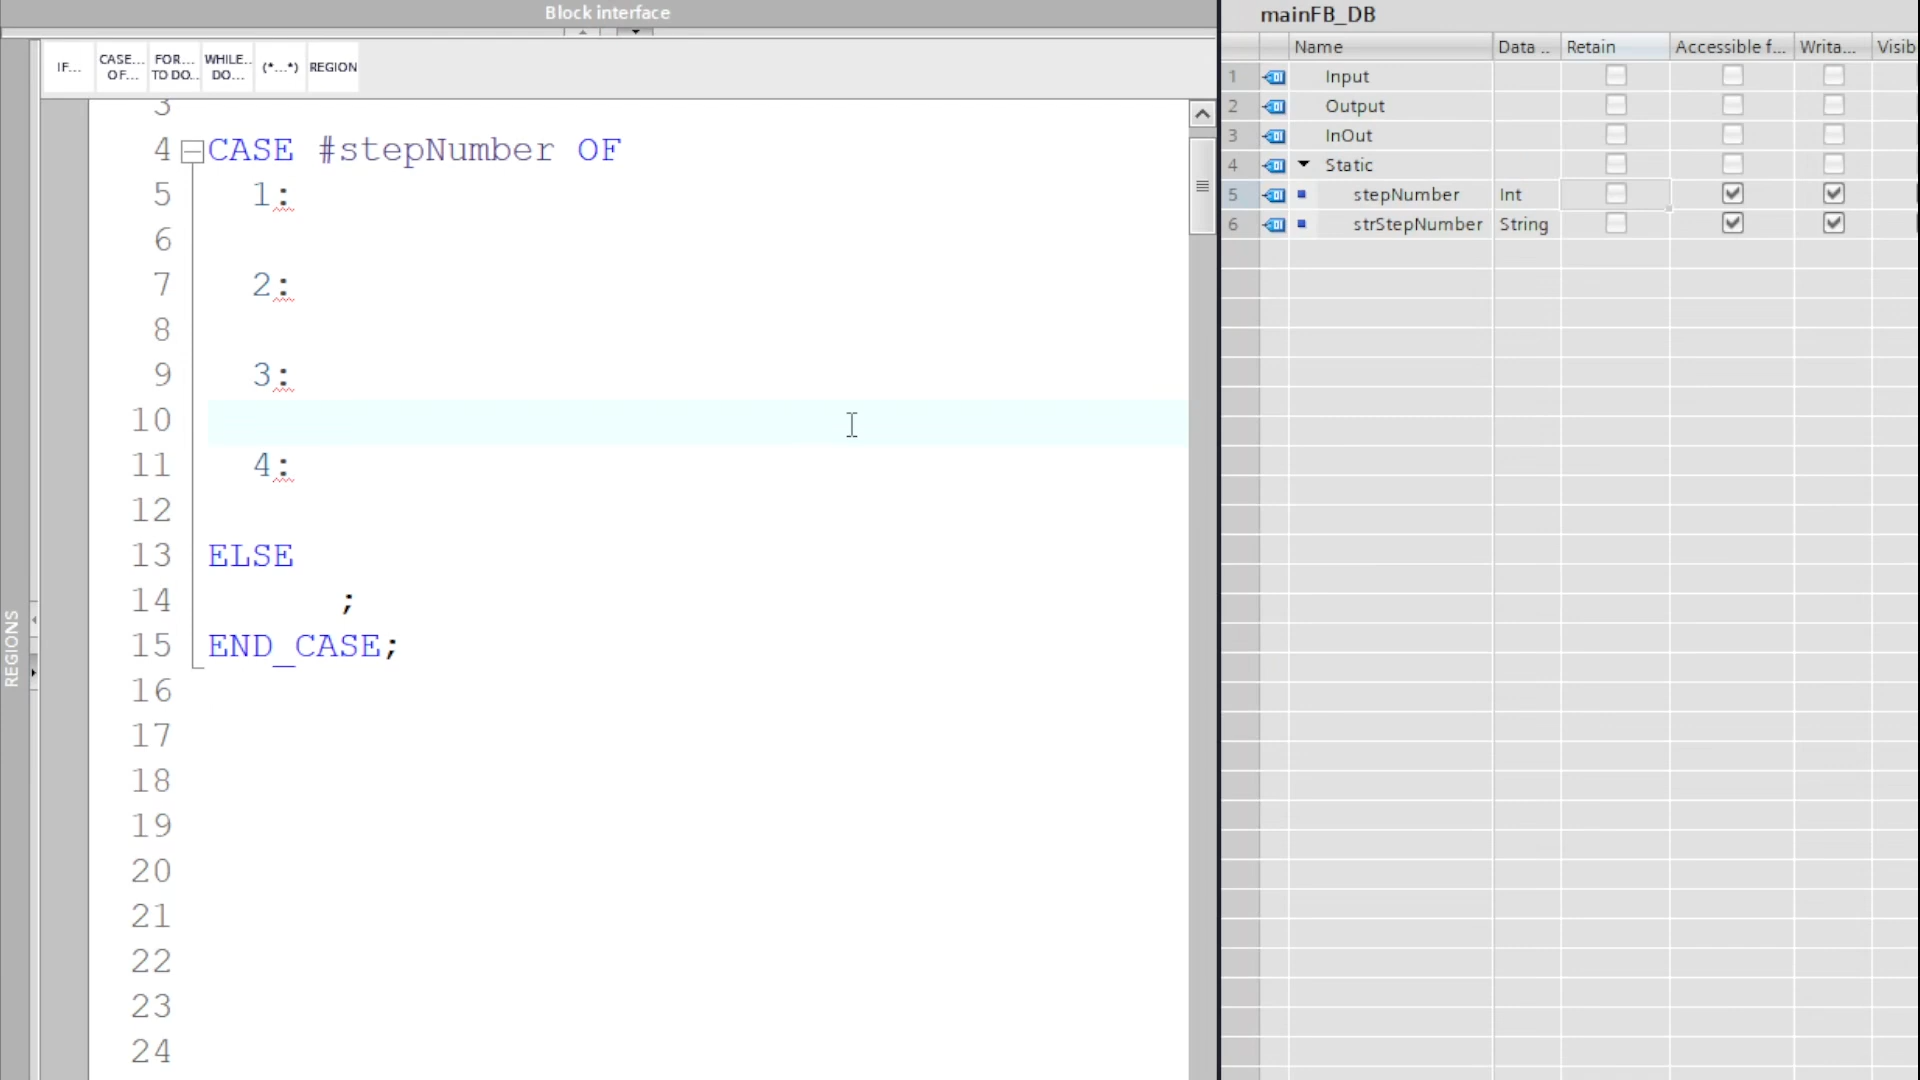 Block interface
IF...
CASE...
OF...
FOR...
TO DO..
WHILE..
DO...
(*...*)
REGION
3
4 CASE #stepNumber OF
5 1:
6
7 2:
8
9 3:
10
11 4:
12
13 ELSE
14 ;
15 END_CASE;
16
17
18
19
20
21
22
23
24
REGIONS
mainFB_DB
Name Data .. Retain Accessible f... Writa... Visib
1 Input
2 Output
3 InOut
4 Static
5 stepNumber Int
6 strStepNumber String